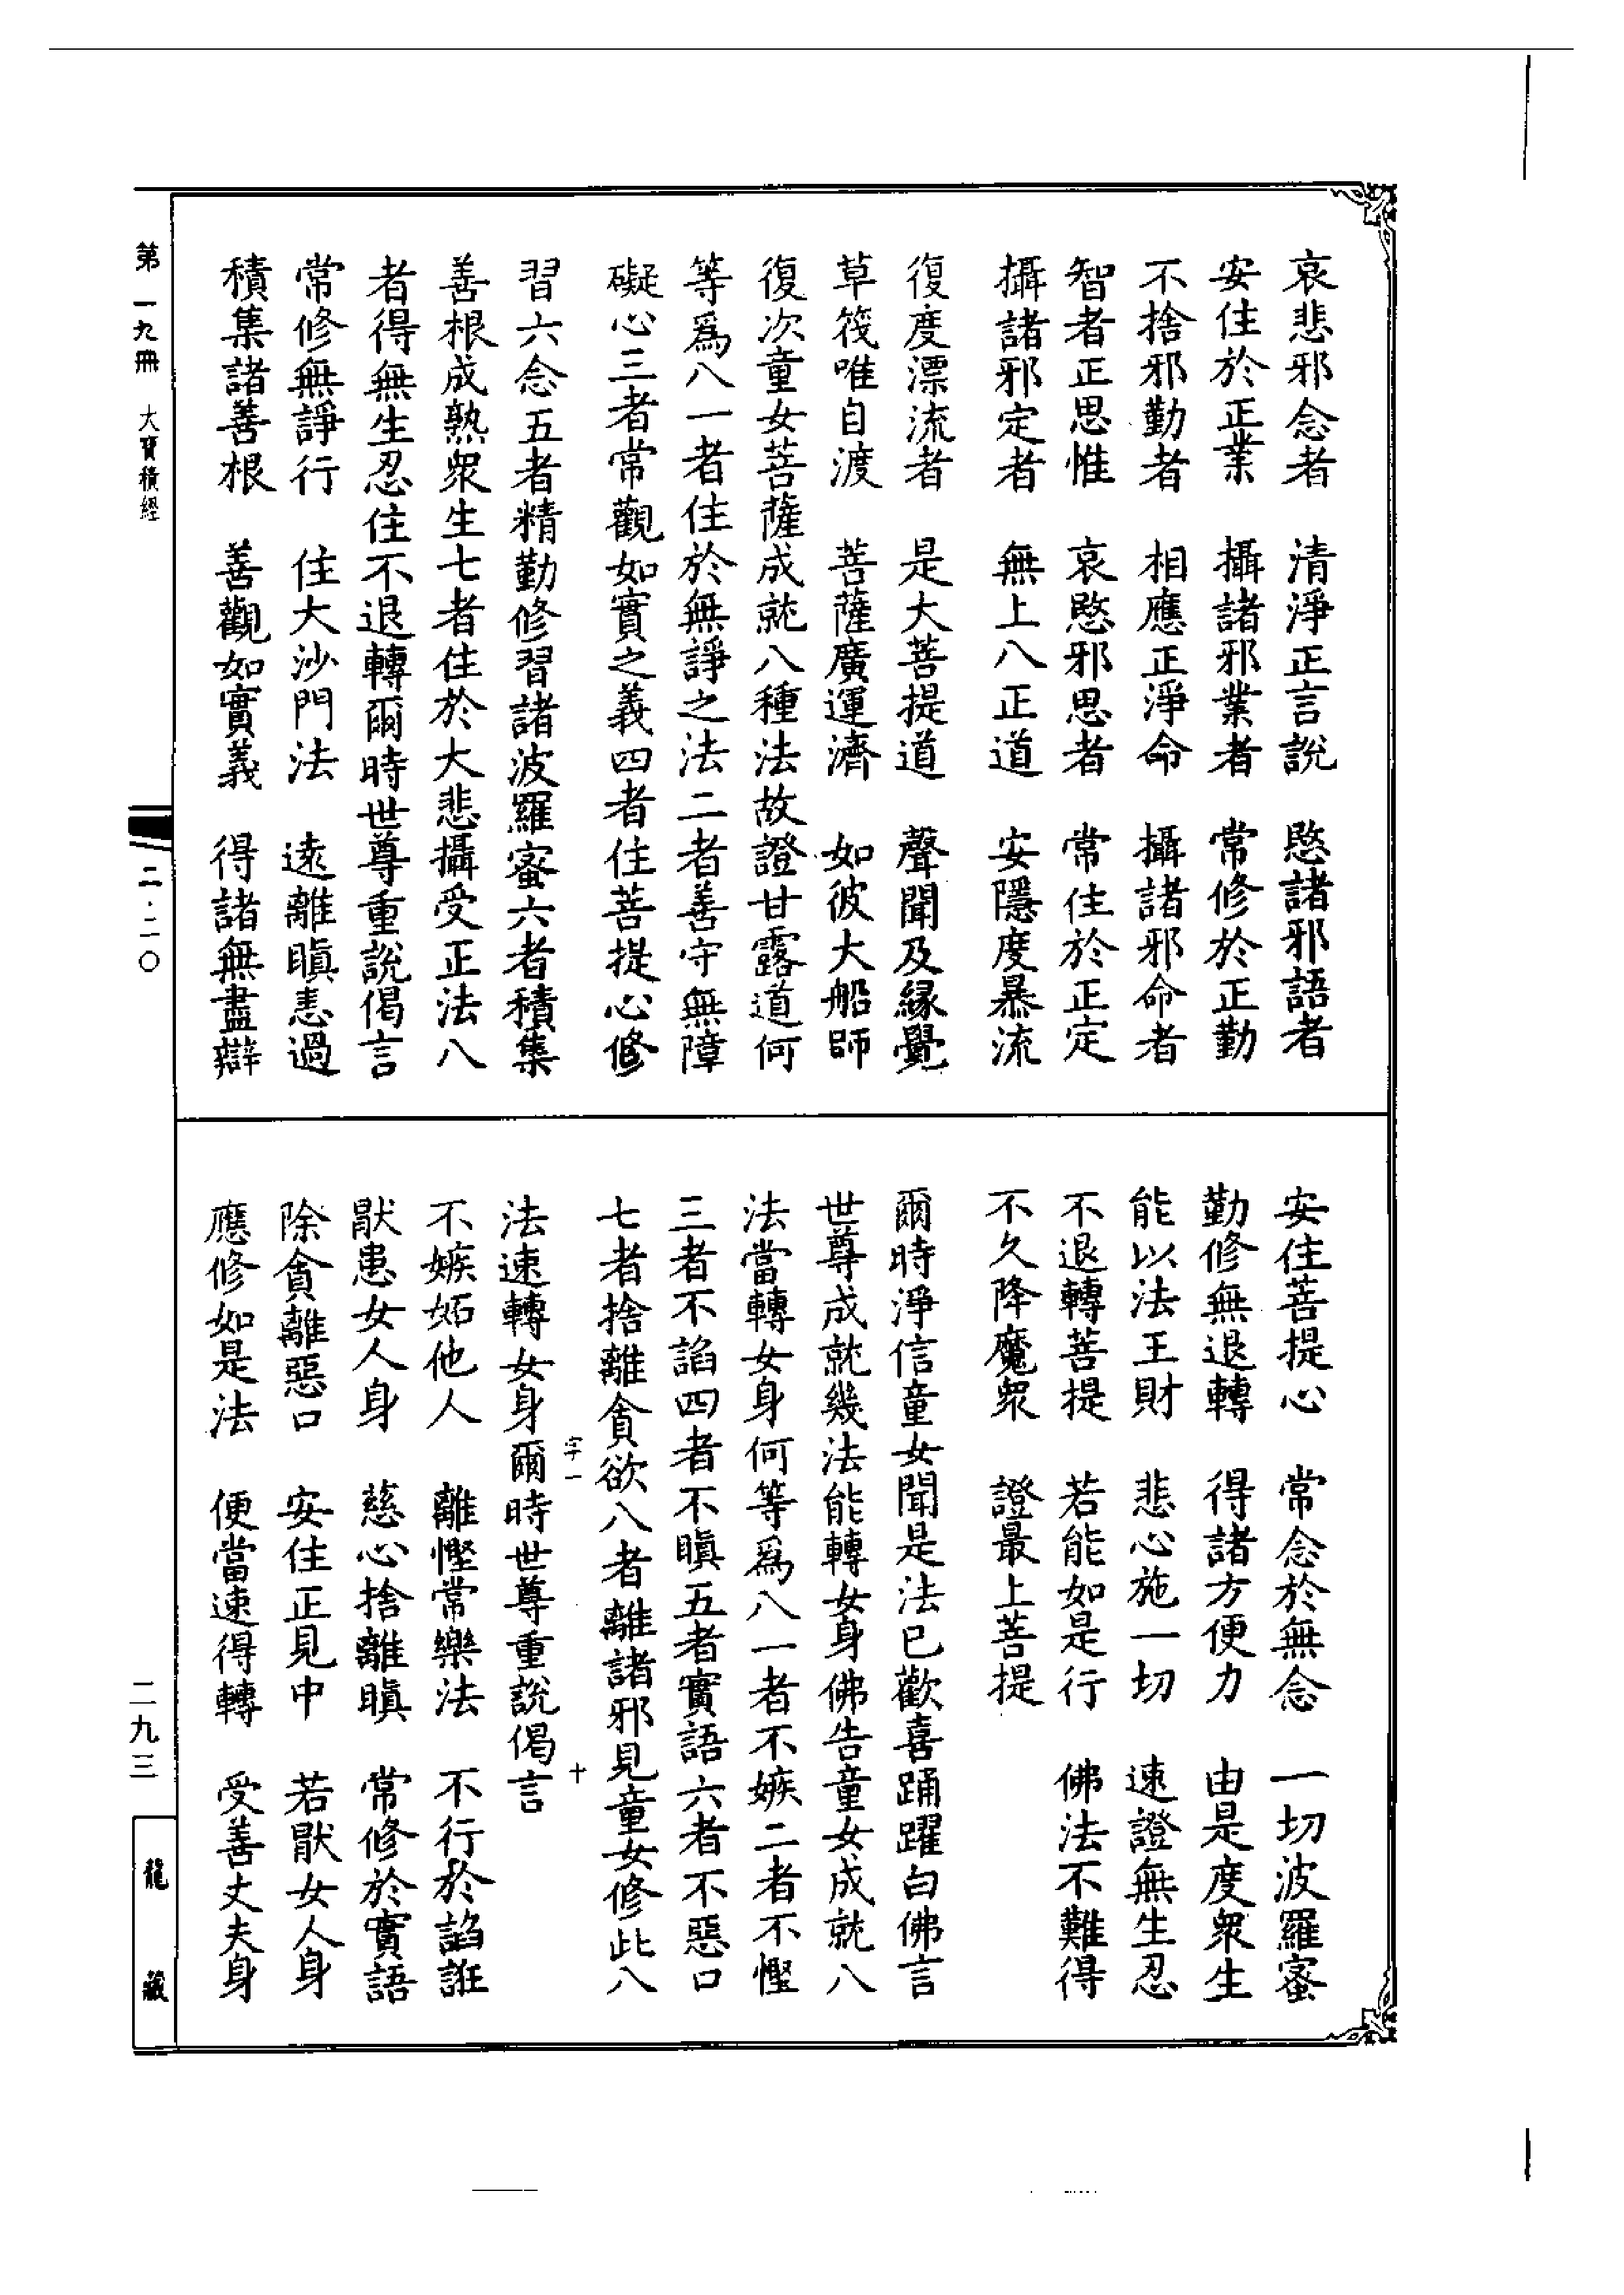 哀悲邪念者　清淨正言說　愍諸邪語者
安住於正業　攝諸邪業者　常修於正勤
不捨邪勤者　相應正淨命　攝諸邪命者
智者正思惟　哀愍邪思者　常住於正定
攝諸邪定者　無上八正道　安隱度暴流
復度漂流者　是大菩提道　聲聞及緣覺
草筏唯自渡　菩薩廣運濟　如彼大船師
復次童女菩薩成就八種法故證甘露道何
等爲八一者住於無諍之法二者善守無障
礙心三者常觀如實之義四者住菩提心修
習六念五者精勤修習諸波羅蜜六者積集
善根成熟衆生七者住於大悲攝受正法八
者得無生忍住不退轉爾時世尊重說偈言
常修無諍行　住大沙門法　遠離瞋恚過
積集諸善根　善觀如實義　得諸無盡辯
安住菩提心　常念於無念　一切波羅蜜
勤修無退轉　得諸方便力　由是度衆生
能以法王財　悲心施一切　速證無生忍
不退轉菩提　若能如是行　佛法不難得
不久降魔衆　證最上菩提
爾時淨信童女聞是法已歡喜踊躍白佛言
世尊成就幾法能轉女身佛告童女成就八
法當轉女身何等爲八一者不嫉二者不慳
三者不諂四者不瞋五者實語六者不惡口
七者捨離貪欲八者離諸邪見童女修此八
字一　十
法速轉女身爾時世尊重說偈言
不嫉妬他人　離慳常樂法　不行於諂誑
猒患女人身　慈心捨離瞋　常修於實語
除貪離惡口　安住正見中　若猒女人身
應修如是法　便當速得轉　受善丈夫身
第一九冊　大寶積經
二·二〇
二九三
龍藏